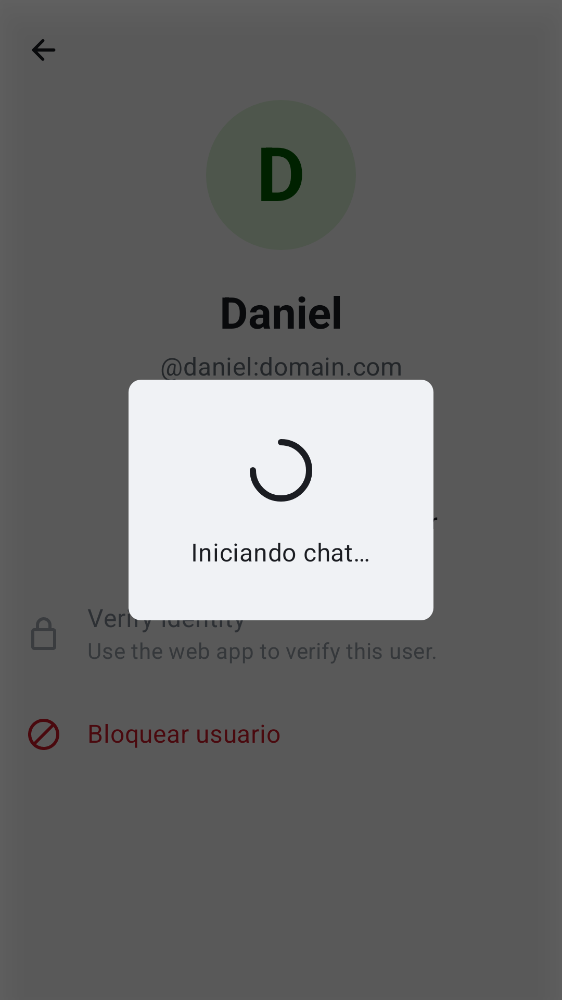 D
Daniel
@daniel:domain.com
Iniciando chat…
Verify identity
Use the web app to verify this user.
Bloquear usuario